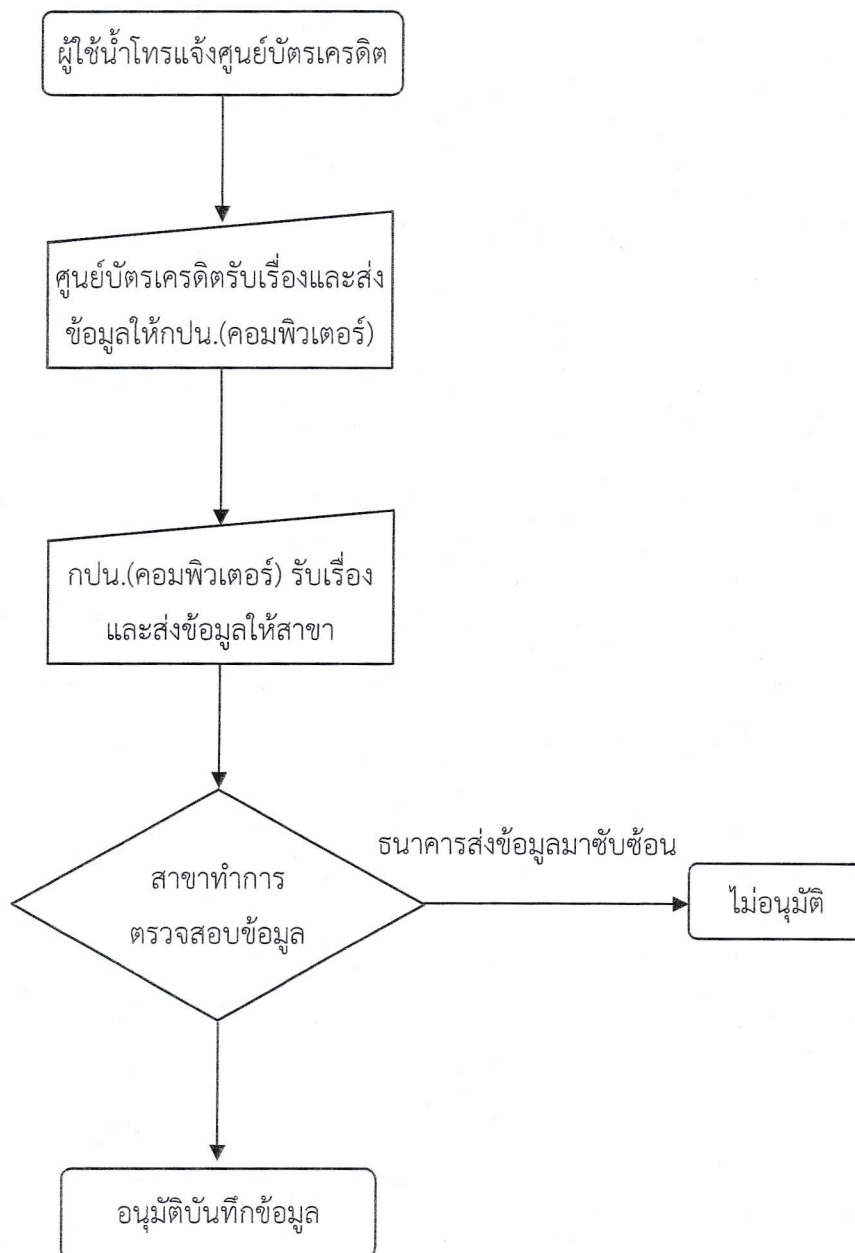 ผู้ใช้น้ำโทรแจ้งศูนย์บัตรเครดิต
ศูนย์บัตรเครดิตรับเรื่องและส่ง
ข้อมูลให้กปน.(คอมพิวเตอร์)
กปน.(คอมพิวเตอร์) รับเรื่อง
และส่งข้อมูลให้สาขา
ธนาคารส่งข้อมูลมาซับซ้อน
สาขาทำการ
ตรวจสอบข้อมูล
ไม่อนุมัติ
อนุมัติบันทึกข้อมูล